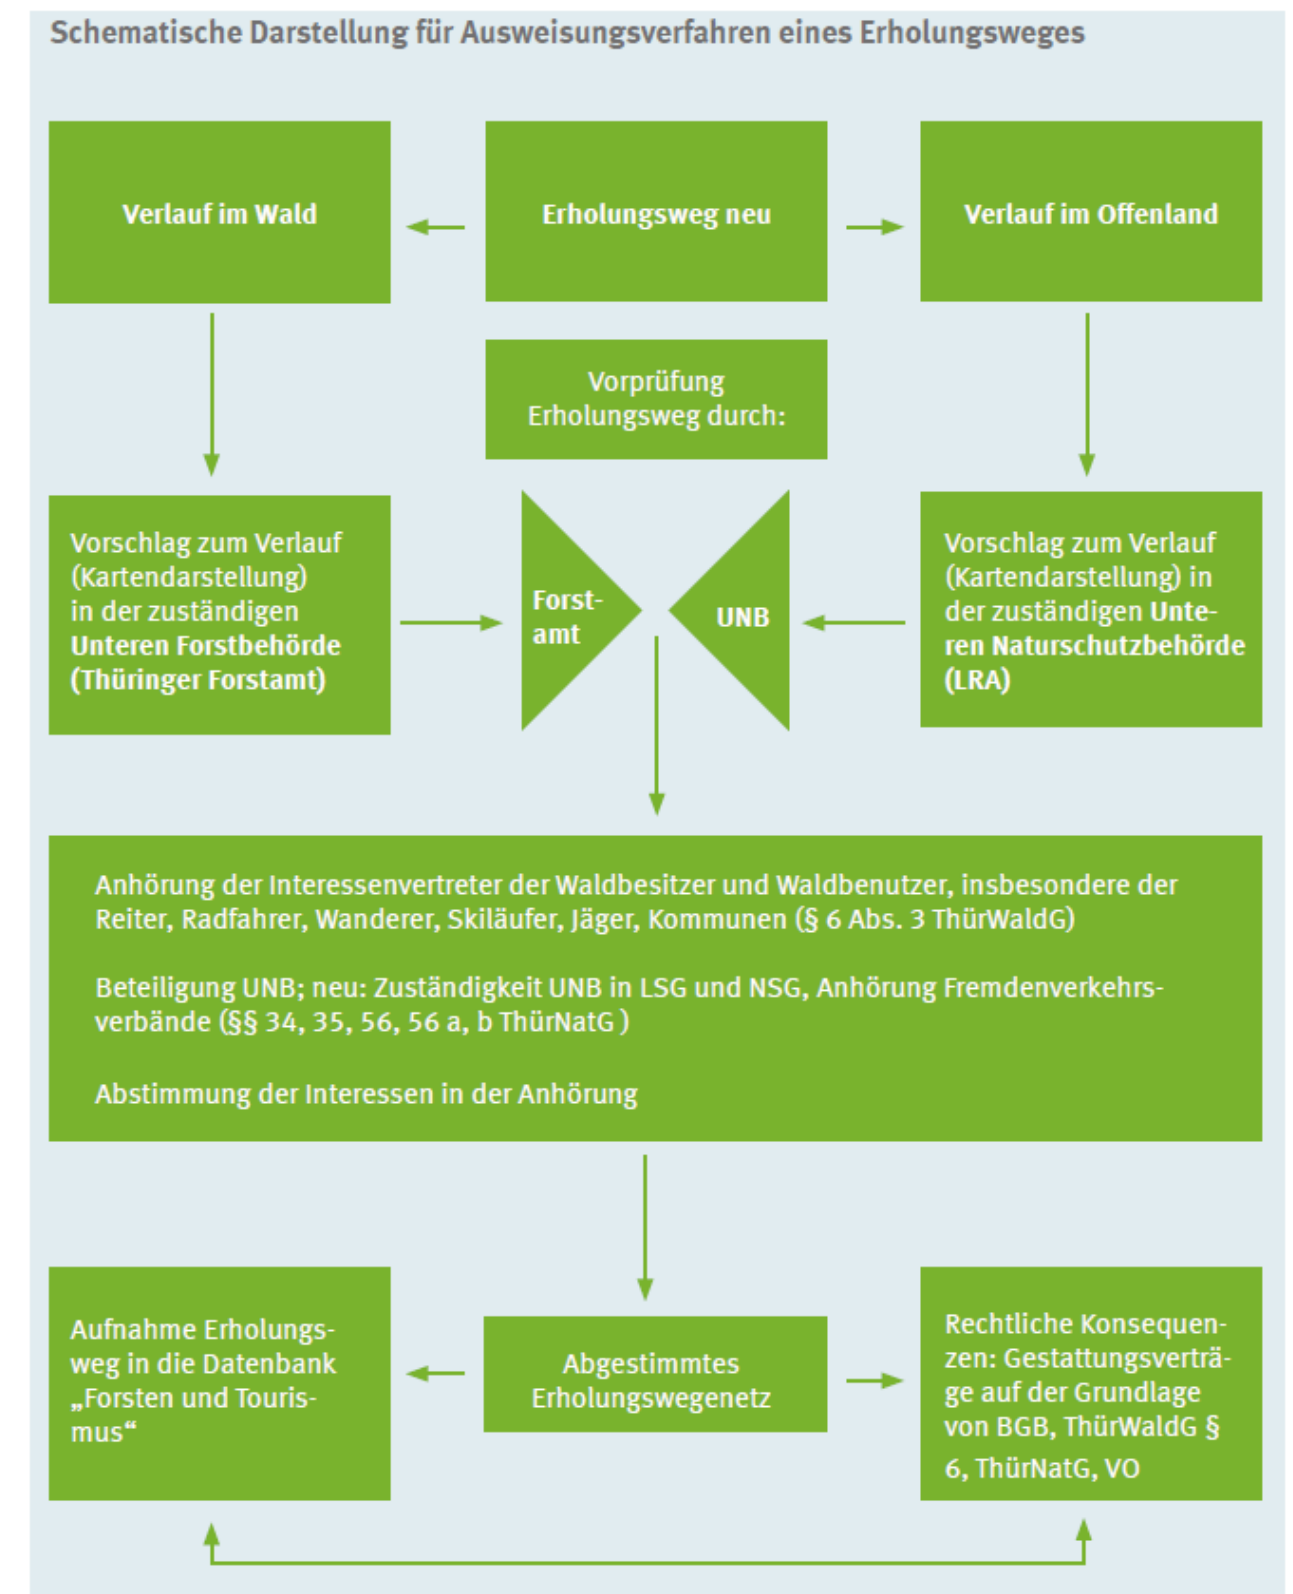 Schematische Darstellung für Ausweisungsverfahren eines Erholungsweges
Verlauf im Wald
Erholungsweg neu
Verlauf im Offenland
Vorprüfung
Erholungsweg durch:
Vorschlag zum Verlauf
(Kartendarstellung)
in der zuständigen
Unteren Forstbehörde
(Thüringer Forstamt)
Forst-
amt
UNB
Vorschlag zum Verlauf
(Kartendarstellung) in
der zuständigen Unte-
ren Naturschutzbehörde
(LRA)
Anhörung der Interessenvertreter der Waldbesitzer und Waldbenutzer, insbesondere der
Reiter, Radfahrer, Wanderer, Skiläufer, Jäger, Kommunen (§ 6 Abs. 3 ThürWaldG)
Beteiligung UNB; neu: Zuständigkeit UNB in LSG und NSG, Anhörung Fremdenverkehrs-
verbände (§§ 34, 35, 56, 56 a, b ThürNatG )
Abstimmung der Interessen in der Anhörung
Aufnahme Erholungs-
weg in die Datenbank
„Forsten und Touris-
mus“
Abgestimmtes
Erholungswegenetz
Rechtliche Konsequen-
zen: Gestattungsverträ-
ge auf der Grundlage
von BGB, ThürWaldG §
6, ThürNatG, VO